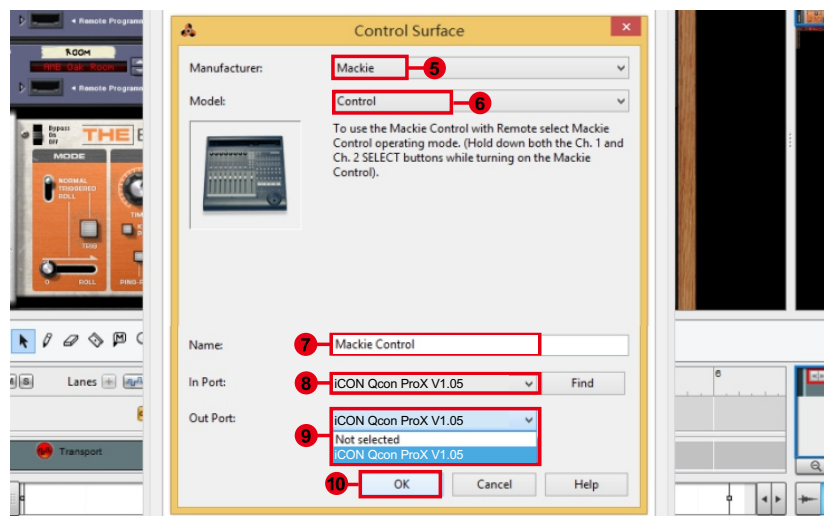 Control Surface
Manufacturer:
Mackie
5
Model:
Control
6
To use the Mackie Control with Remote select Mackie
Control operating mode. (Hold down both the Ch. 1 and
Ch. 2 SELECT buttons while turning on the Mackie
Control).
Name:
7
Mackie Control
In Port:
8
iCON Qcon ProX V1.05
Find
Out Port:
iCON Qcon ProX V1.05
9
Not selected
iCON Qcon ProX V1.05
10
OK
Cancel
Help
Remote Programm
ROOM
Remote Programm
Bypass
On
Off
THE
MODE
NORMAL
TRIGGERED
ROLL
TRIG
0
ROLL
M
S
Lanes
Transport
6